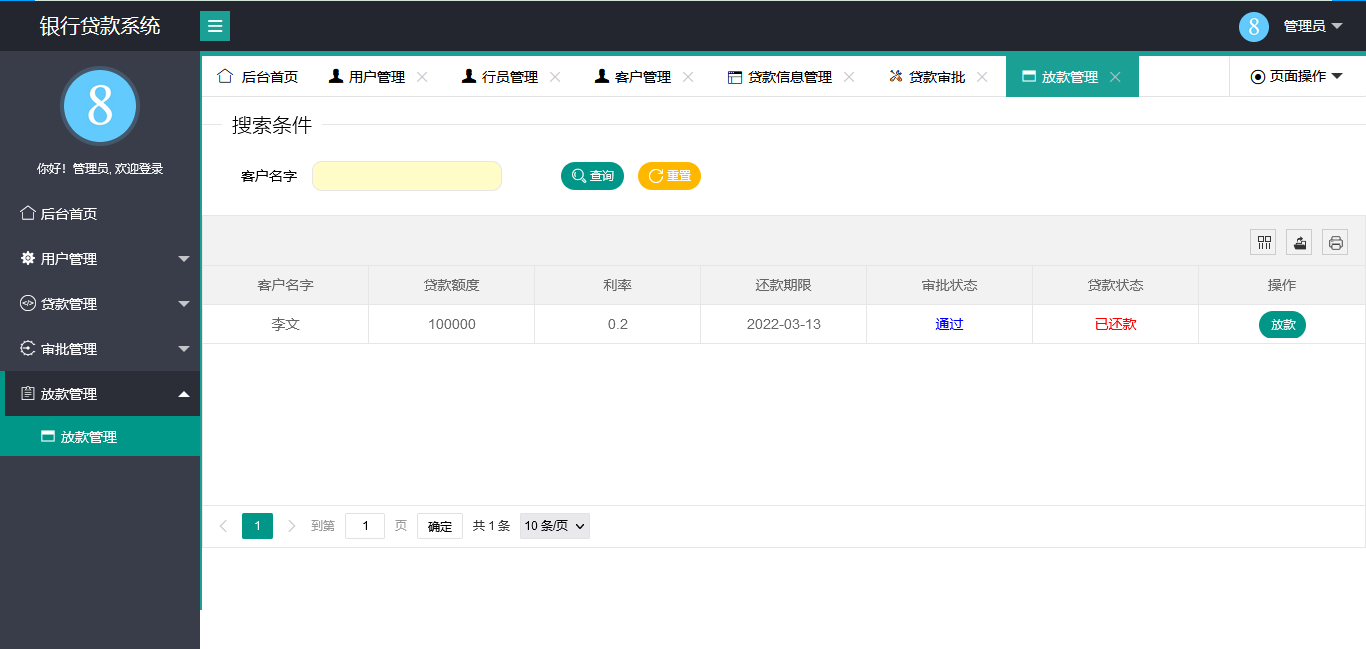 银行贷款系统
8 管理员
8
你好！管理员, 欢迎登录
后台首页
用户管理
贷款管理
审批管理
放款管理
放款管理
后台首页 用户管理 行员管理 客户管理 贷款信息管理 贷款审批 放款管理 页面操作
搜索条件
客户名字 查询 重置
客户名字 贷款额度 利率 还款期限 审批状态 贷款状态 操作
李文 100000 0.2 2022-03-13 通过 已还款 放款
1 到第 1 页 确定 共 1 条 10 条/页